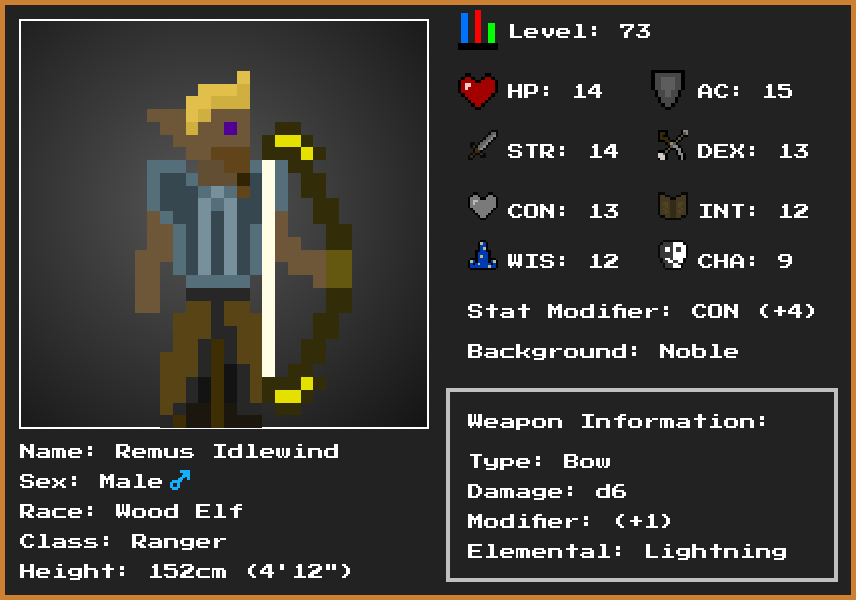 Level: 73
HP: 14 AC: 15
STR: 14 DEX: 13
CON: 13 INT: 12
WIS: 12 CHA: 9
Stat Modifier: CON (+4)
Background: Noble
Name: Remus Idlewind
Sex: Male ♂
Race: Wood Elf
Class: Ranger
Height: 152cm (4'12")
Weapon Information:
Type: Bow
Damage: d6
Modifier: (+1)
Elemental: Lightning